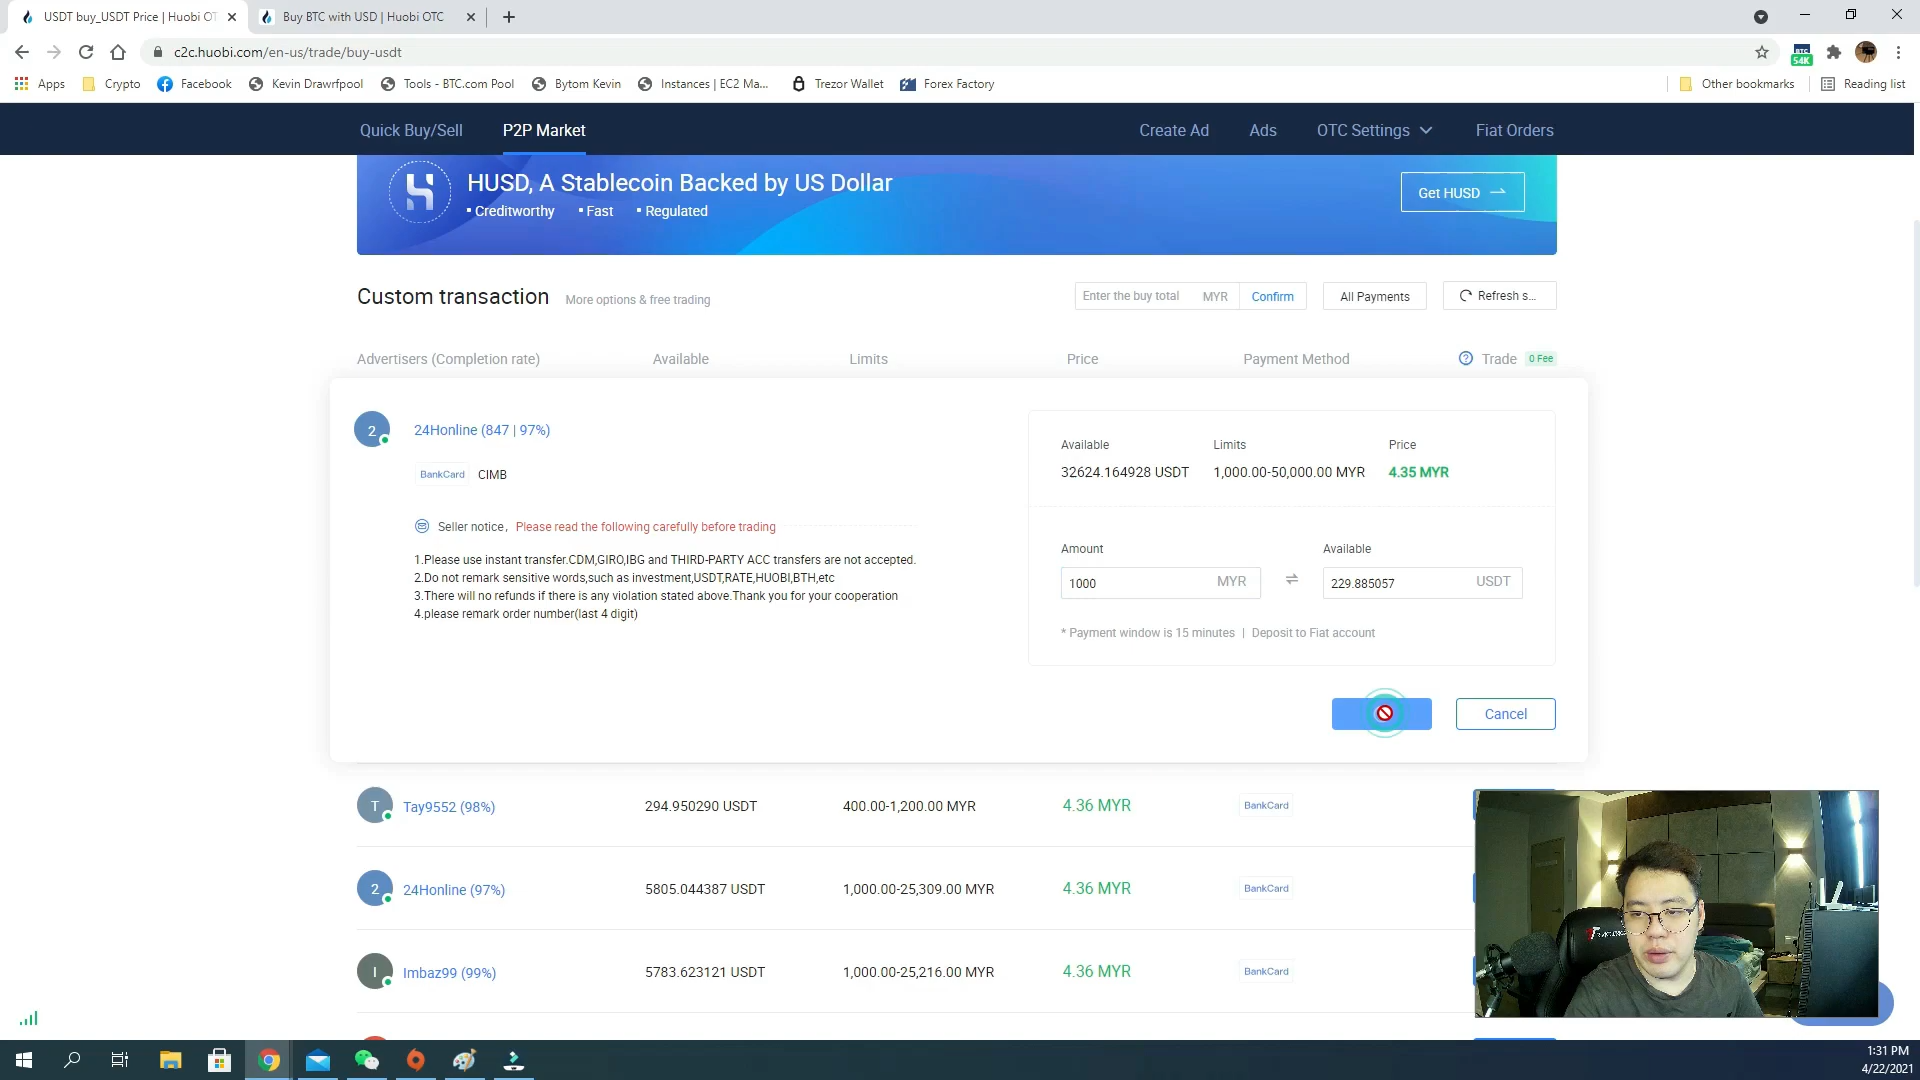 USDT buy_USDT Price | Huobi OT
Buy BTC with USD | Huobi OTC
c2c.huobi.com/en-us/trade/buy-usdt
BTC
54K
Apps
Crypto
Facebook
Kevin Drawrfpool
Tools - BTC.com Pool
Bytom Kevin
Instances | EC2 Ma...
Trezor Wallet
Forex Factory
Other bookmarks
Reading list
Quick Buy/Sell
P2P Market
Create Ad
Ads
OTC Settings
Fiat Orders
HUSD, A Stablecoin Backed by US Dollar
▪ Creditworthy ▪ Fast ▪ Regulated
Get HUSD
Custom transaction
More options & free trading
Enter the buy total MYR Confirm
All Payments
Refresh s...
Advertisers (Completion rate)
Available
Limits
Price
Payment Method
Trade 0 Fee
2
24Honline (847 | 97%)
BankCard CIMB
Seller notice， Please read the following carefully before trading
1.Please use instant transfer.CDM,GIRO,IBG and THIRD-PARTY ACC transfers are not accepted.
2.Do not remark sensitive words,such as investment,USDT,RATE,HUOBI,BTH,etc
3.There will no refunds if there is any violation stated above.Thank you for your cooperation
4.please remark order number(last 4 digit)
Available Limits Price
32624.164928 USDT 1,000.00-50,000.00 MYR 4.35 MYR
Amount Available
1000 MYR 229.885057 USDT
* Payment window is 15 minutes | Deposit to Fiat account
Cancel
T Tay9552 (98%) 294.950290 USDT 400.00-1,200.00 MYR 4.36 MYR BankCard
2 24Honline (97%) 5805.044387 USDT 1,000.00-25,309.00 MYR 4.36 MYR BankCard
I Imbaz99 (99%) 5783.623121 USDT 1,000.00-25,216.00 MYR 4.36 MYR BankCard
1:31 PM
4/22/2021